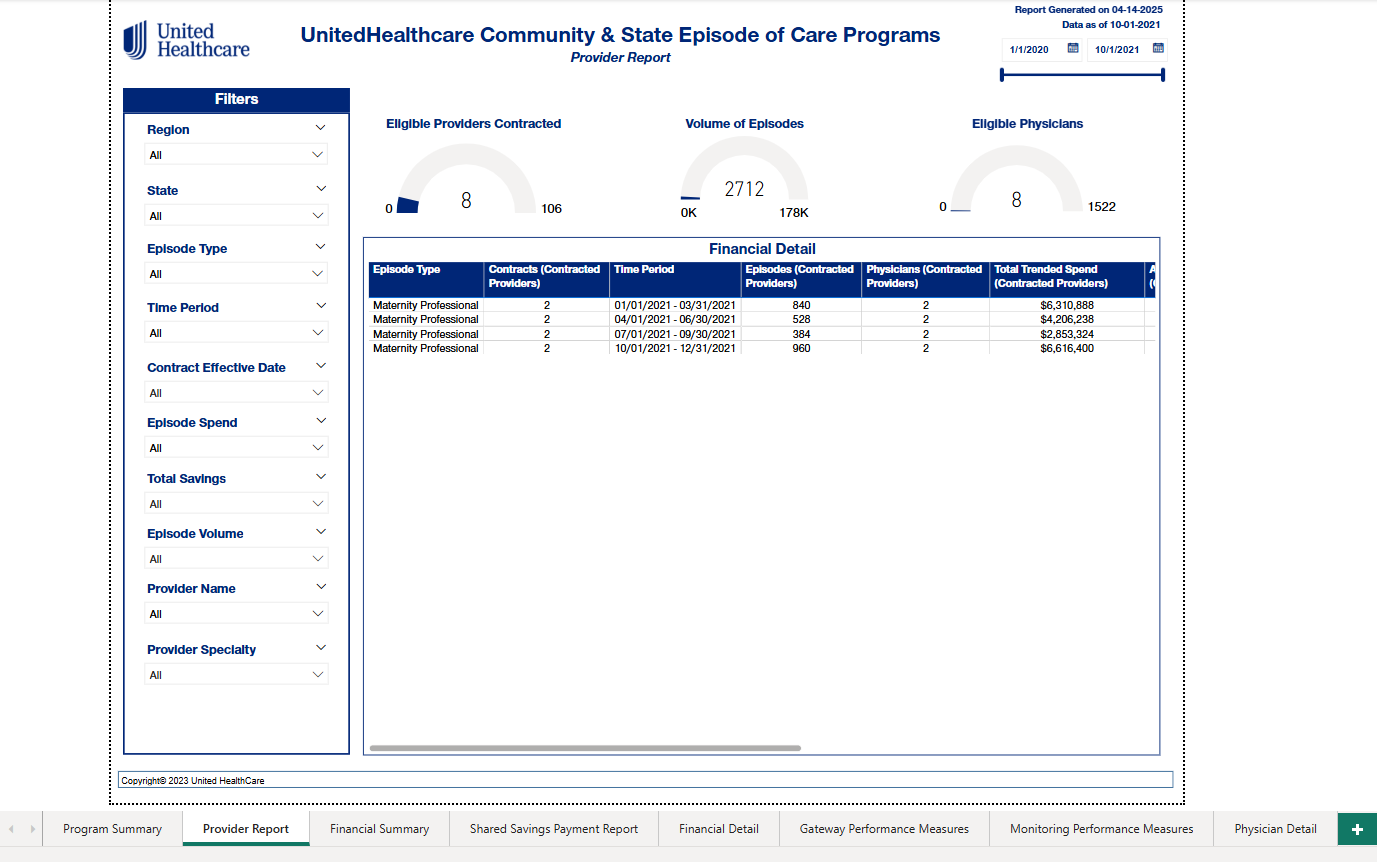 United
Healthcare
UnitedHealthcare Community & State Episode of Care Programs
Provider Report
Report Generated on 04-14-2025
Data as of 10-01-2021
1/1/2020 10/1/2021
Filters
Region
All
State
All
Episode Type
All
Time Period
All
Contract Effective Date
All
Episode Spend
All
Total Savings
All
Episode Volume
All
Provider Name
All
Provider Specialty
All
Eligible Providers Contracted
0 8 106
Volume of Episodes
2712
0K 178K
Eligible Physicians
0 8 1522
Financial Detail
Episode Type Contracts (Contracted Providers) Time Period Episodes (Contracted Providers) Physicians (Contracted Providers) Total Trended Spend (Contracted Providers)
Maternity Professional 2 01/01/2021 - 03/31/2021 840 2 $6,310,888
Maternity Professional 2 04/01/2021 - 06/30/2021 528 2 $4,206,238
Maternity Professional 2 07/01/2021 - 09/30/2021 384 2 $2,853,324
Maternity Professional 2 10/01/2021 - 12/31/2021 960 2 $6,616,400
Copyright© 2023 United HealthCare
Program Summary Provider Report Financial Summary Shared Savings Payment Report Financial Detail Gateway Performance Measures Monitoring Performance Measures Physician Detail +